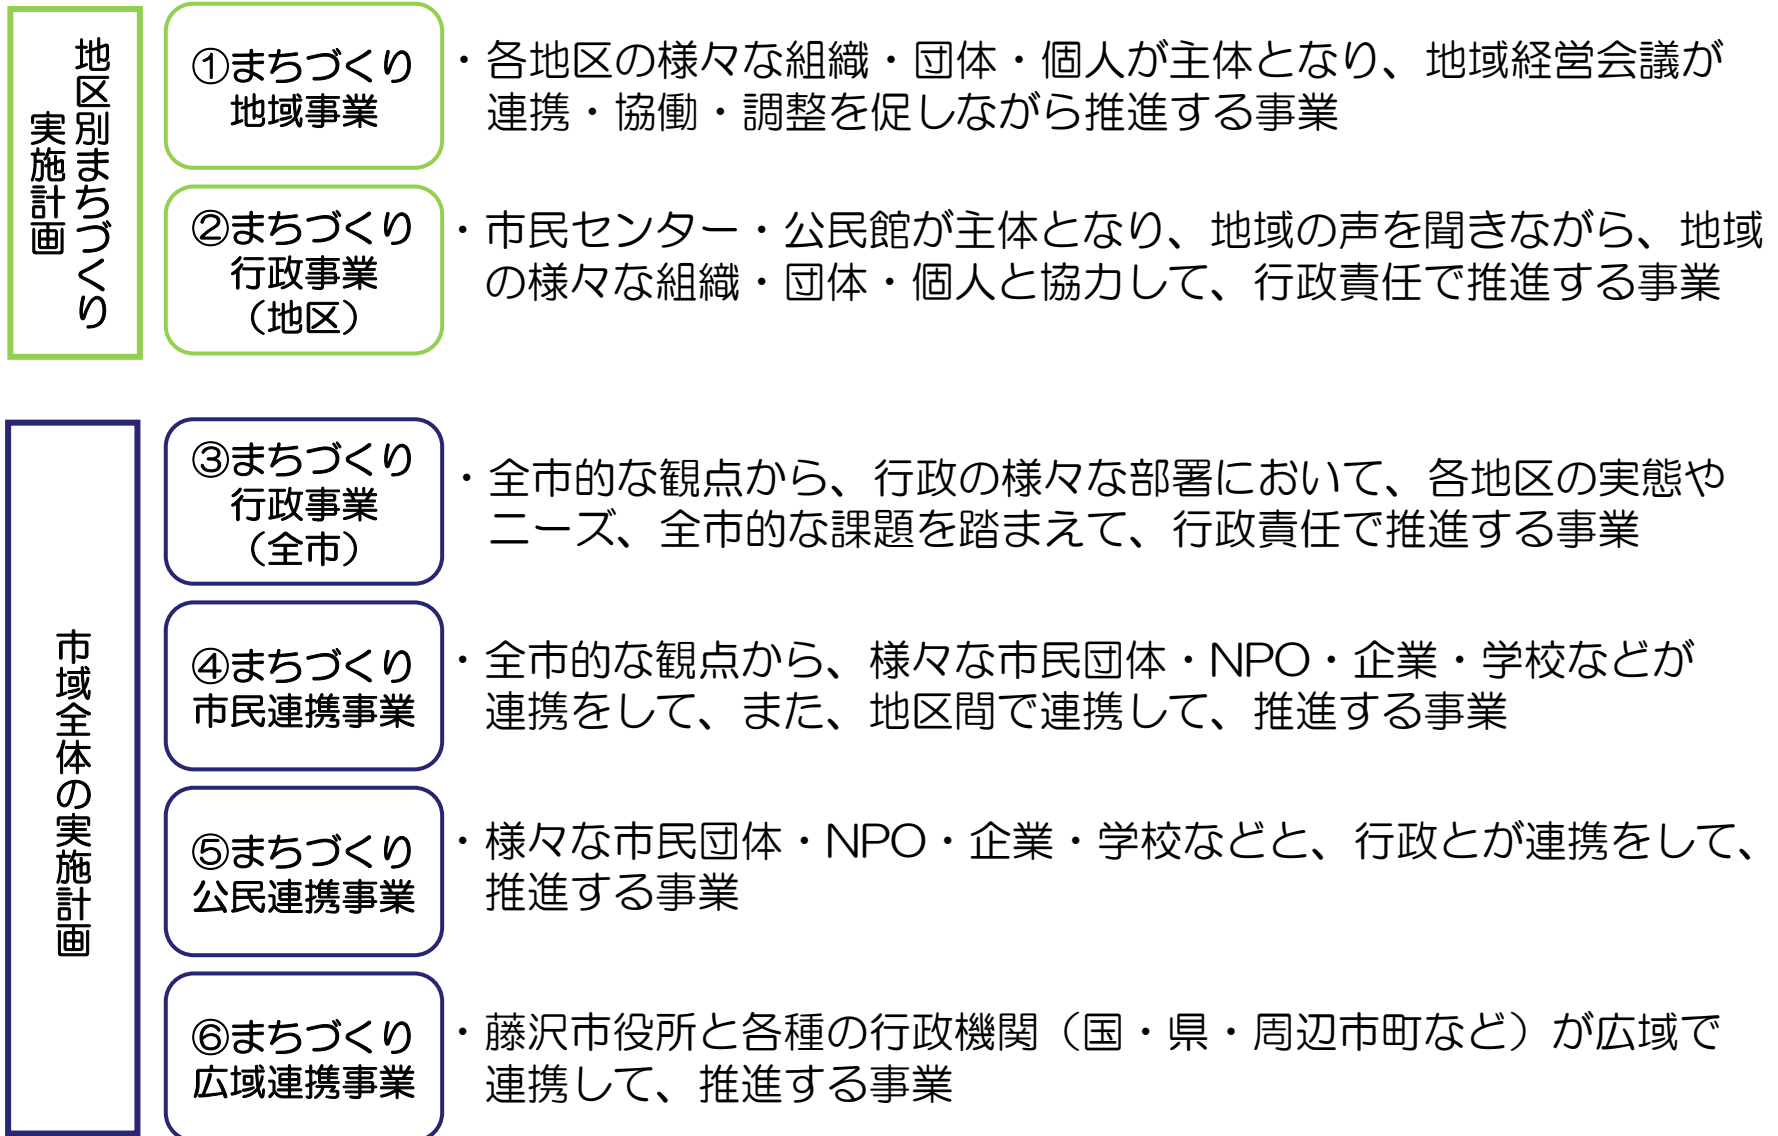 地区別まちづくり
実施計画
①まちづくり
地域事業
・各地区の様々な組織・団体・個人が主体となり、地域経営会議が
連携・協働・調整を促しながら推進する事業
②まちづくり
行政事業
（地区）
・市民センター・公民館が主体となり、地域の声を聞きながら、地域
の様々な組織・団体・個人と協力して、行政責任で推進する事業
市域全体の実施計画
③まちづくり
行政事業
（全市）
・全市的な観点から、行政の様々な部署において、各地区の実態や
ニーズ、全市的な課題を踏まえて、行政責任で推進する事業
④まちづくり
市民連携事業
・全市的な観点から、様々な市民団体・NPO・企業・学校などが
連携をして、また、地区間で連携して、推進する事業
⑤まちづくり
公民連携事業
・様々な市民団体・NPO・企業・学校などと、行政とが連携をして、
推進する事業
⑥まちづくり
広域連携事業
・藤沢市役所と各種の行政機関（国・県・周辺市町など）が広域で
連携して、推進する事業